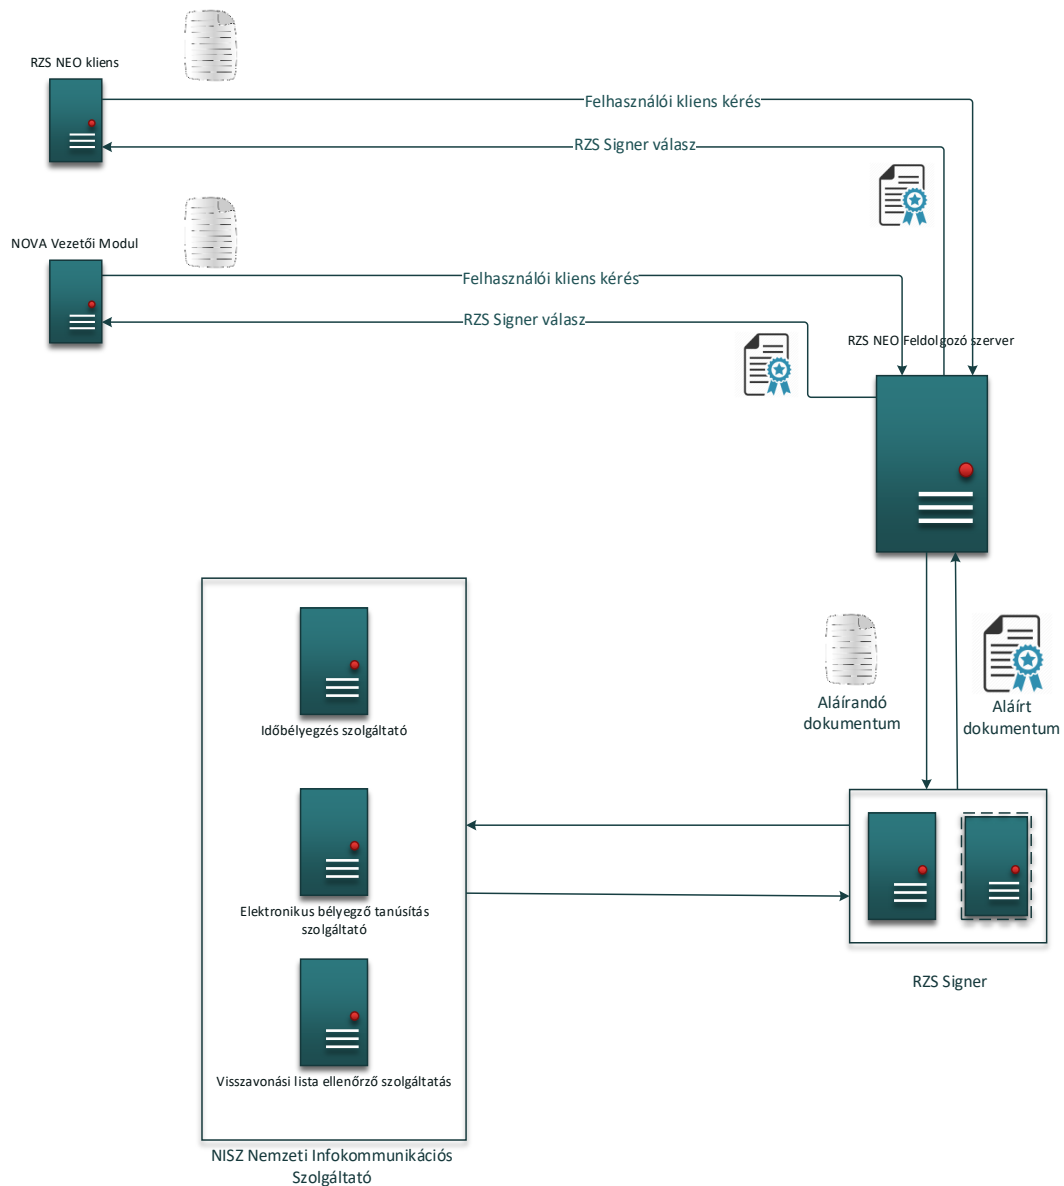 RZS NEO kliens
Felhasználói kliens kérés
RZS Signer válasz
NOVA Vezetői Modul
Felhasználói kliens kérés
RZS Signer válasz
RZS NEO Feldolgozó szerver
Aláírandó
dokumentum
Aláírt
dokumentum
Időbélyegzés szolgáltató
Elektronikus bélyegző tanúsítás
szolgáltató
Visszavonási lista ellenőrző szolgáltatás
RZS Signer
NISZ Nemzeti Infokommunikációs
Szolgáltató